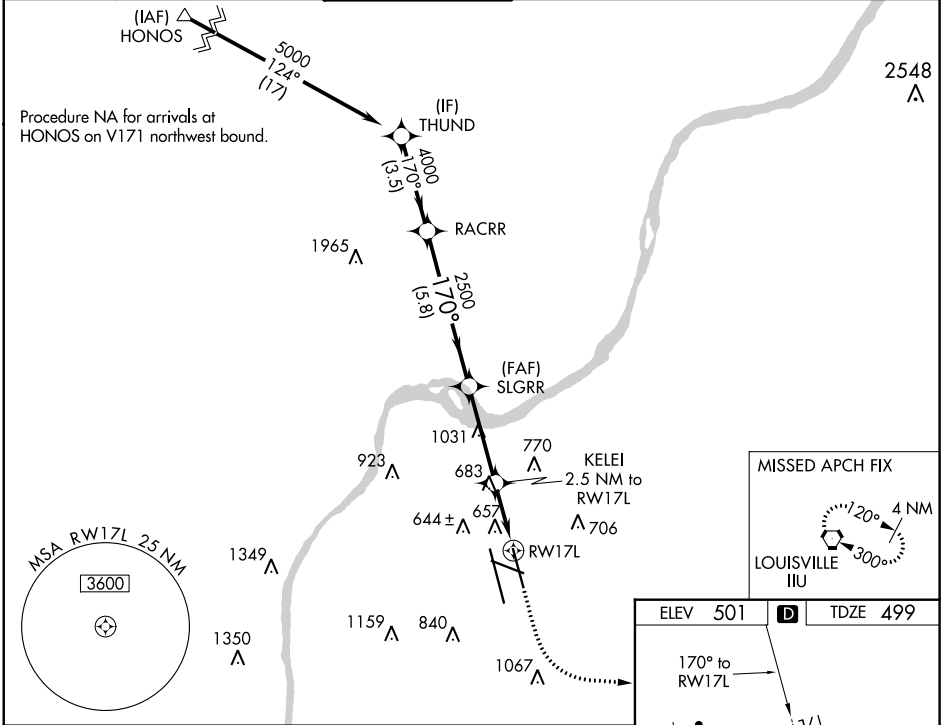 (IAF)
HONOS
5000
124°
(17)
2548
Procedure NA for arrivals at
HONOS on V171 northwest bound.
(IF)
THUND
4000
170°
(3.5)
RACRR
1965
2500
170°
(5.8)
(FAF)
SLGRR
1031
770
923
683
KELEI
2.5 NM to
RW17L
644 ±
657
706
RW17L
MISSED APCH FIX
4 NM
120°
300°
LOUISVILLE
IIU
MSA RW17L 25 NM
3600
1349
1350
1159
840
1067
ELEV 501
D
TDZE 499
170° to
RW17L